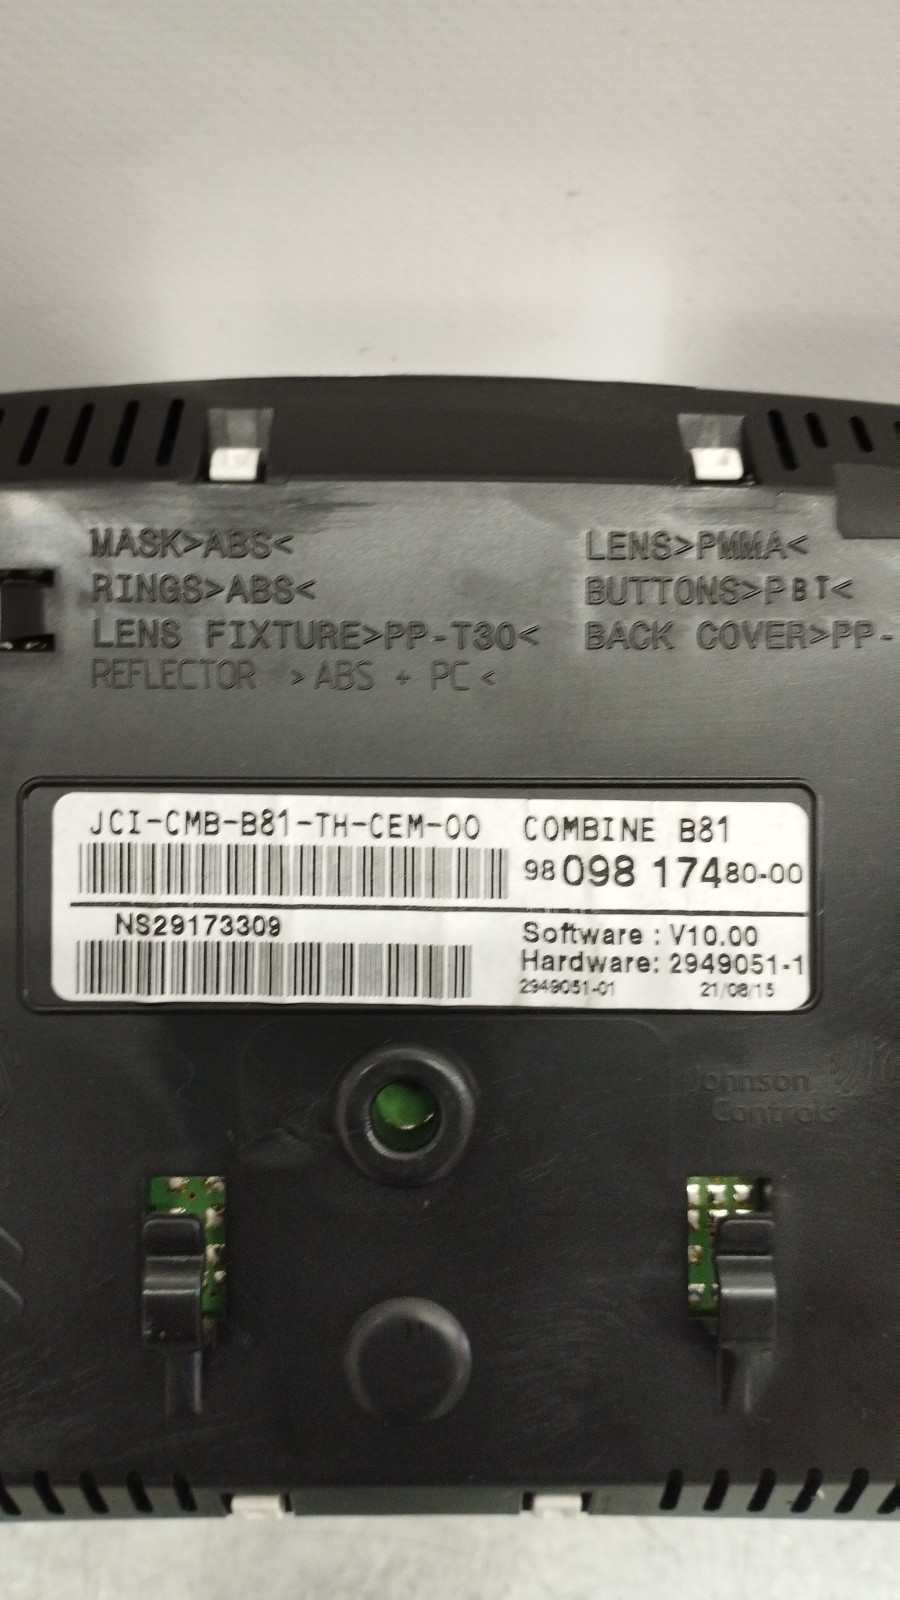 MASK>ABS<
RINGS>ABS<
LENS FIXTURE>PP-T30<
REFLECTOR >ABS + PC<
LENS>PMMA<
BUTTONS>PBT<
BACK COVER>PP-
JCI-CMB-B81-TH-CEM-00
COMBINE B81
98 098 17480-00
NS29173309
Software : V10.00
Hardware: 2949051-1
2949051-01 21/08/15
Johnson
Controls